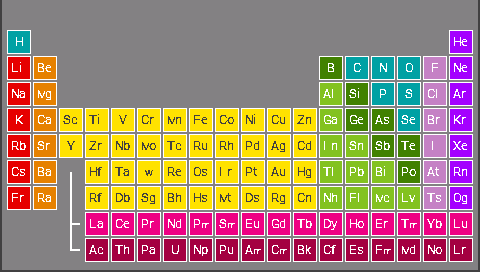 H He
Li Be B C N O F Ne
Na Mg Al Si P S Cl Ar
K Ca Sc Ti V Cr Mn Fe Co Ni Cu Zn Ga Ge As Se Br Kr
Rb Sr Y Zr Nb Mo Tc Ru Rh Pd Ag Cd In Sn Sb Te I Xe
Cs Ba Hf Ta W Re Os Ir Pt Au Hg Tl Pb Bi Po At Rn
Fr Ra Rf Db Sg Bh Hs Mt Ds Rg Cn Nh Fl Mc Lv Ts Og
La Ce Pr Nd Pm Sm Eu Gd Tb Dy Ho Er Tm Yb Lu
Ac Th Pa U Np Pu Am Cm Bk Cf Es Fm Md No Lr